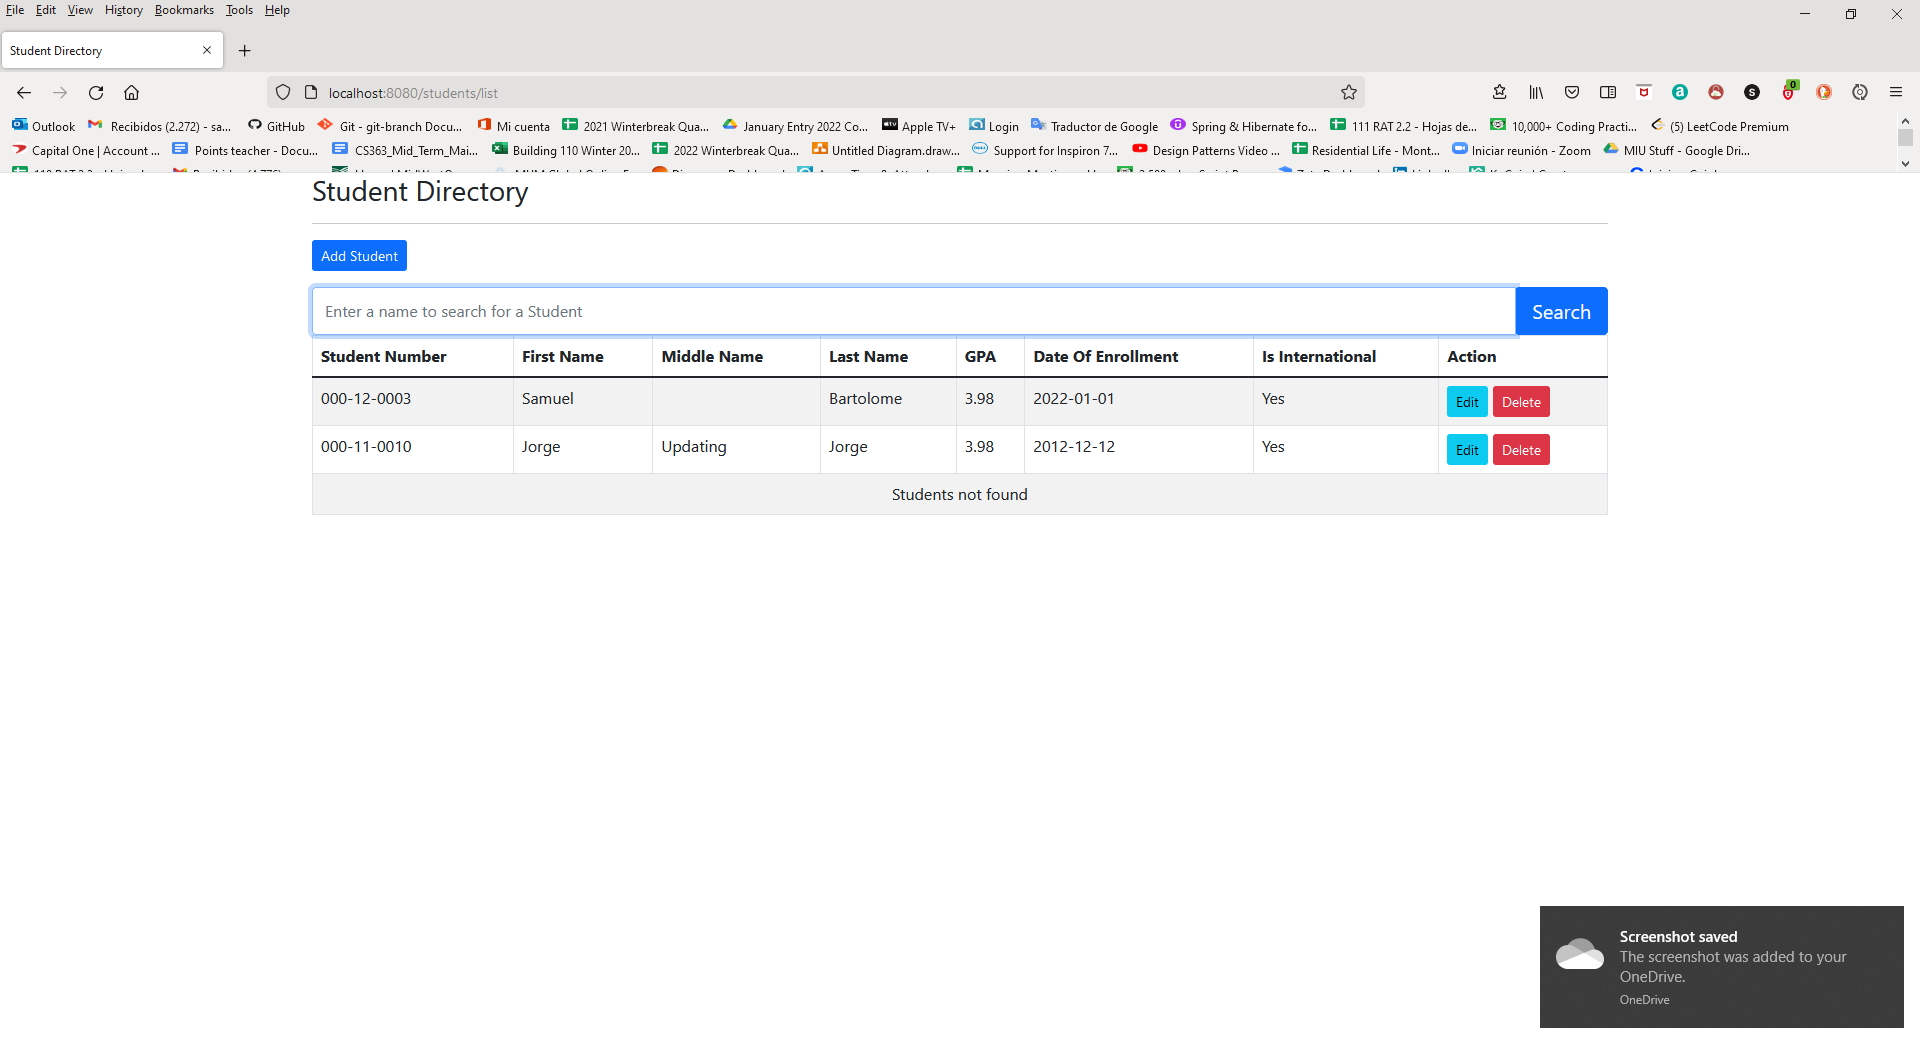 File Edit View History Bookmarks Tools Help
Student Directory
localhost:8080/students/list
Outlook Recibidos (2.272) - sa... GitHub Git - git-branch Docu... Mi cuenta 2021 Winterbreak Qua... January Entry 2022 Co... Apple TV+ Login Traductor de Google Spring & Hibernate fo... 111 RAT 2.2 - Hojas de... 10,000+ Coding Practi... (5) LeetCode Premium
Capital One | Account ... Points teacher - Docu... CS363_Mid_Term_Mai... Building 110 Winter 20... 2022 Winterbreak Qua... Untitled Diagram.draw... Support for Inspiron 7... Design Patterns Video ... Residential Life - Mont... Iniciar reunión - Zoom MIU Stuff - Google Dri...
Student Directory
Add Student
Enter a name to search for a Student Search
Student Number First Name Middle Name Last Name GPA Date Of Enrollment Is International Action
000-12-0003 Samuel Bartolome 3.98 2022-01-01 Yes Edit Delete
000-11-0010 Jorge Updating Jorge 3.98 2012-12-12 Yes Edit Delete
Students not found
Screenshot saved
The screenshot was added to your
OneDrive.
OneDrive